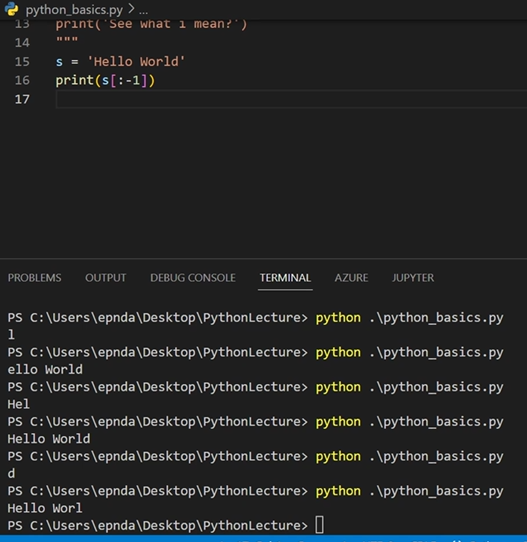 python_basics.py > ...
13 print('See what i mean?')
14 """
15 s = 'Hello World'
16 print(s[:-1])
17
PROBLEMS OUTPUT DEBUG CONSOLE TERMINAL AZURE JUPYTER
PS C:\Users\epnda\Desktop\PythonLecture> python .\python_basics.py
l
PS C:\Users\epnda\Desktop\PythonLecture> python .\python_basics.py
ello World
PS C:\Users\epnda\Desktop\PythonLecture> python .\python_basics.py
Hel
PS C:\Users\epnda\Desktop\PythonLecture> python .\python_basics.py
Hello World
PS C:\Users\epnda\Desktop\PythonLecture> python .\python_basics.py
d
PS C:\Users\epnda\Desktop\PythonLecture> python .\python_basics.py
Hello Worl
PS C:\Users\epnda\Desktop\PythonLecture>